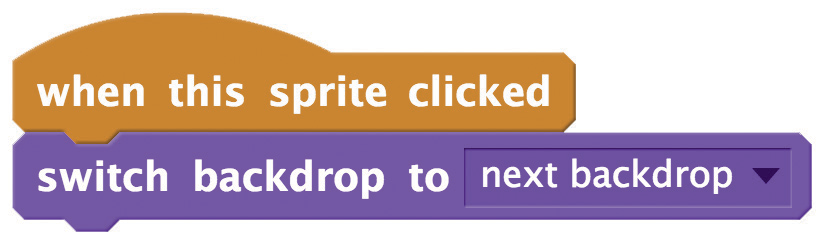 when this sprite clicked
switch backdrop to next backdrop